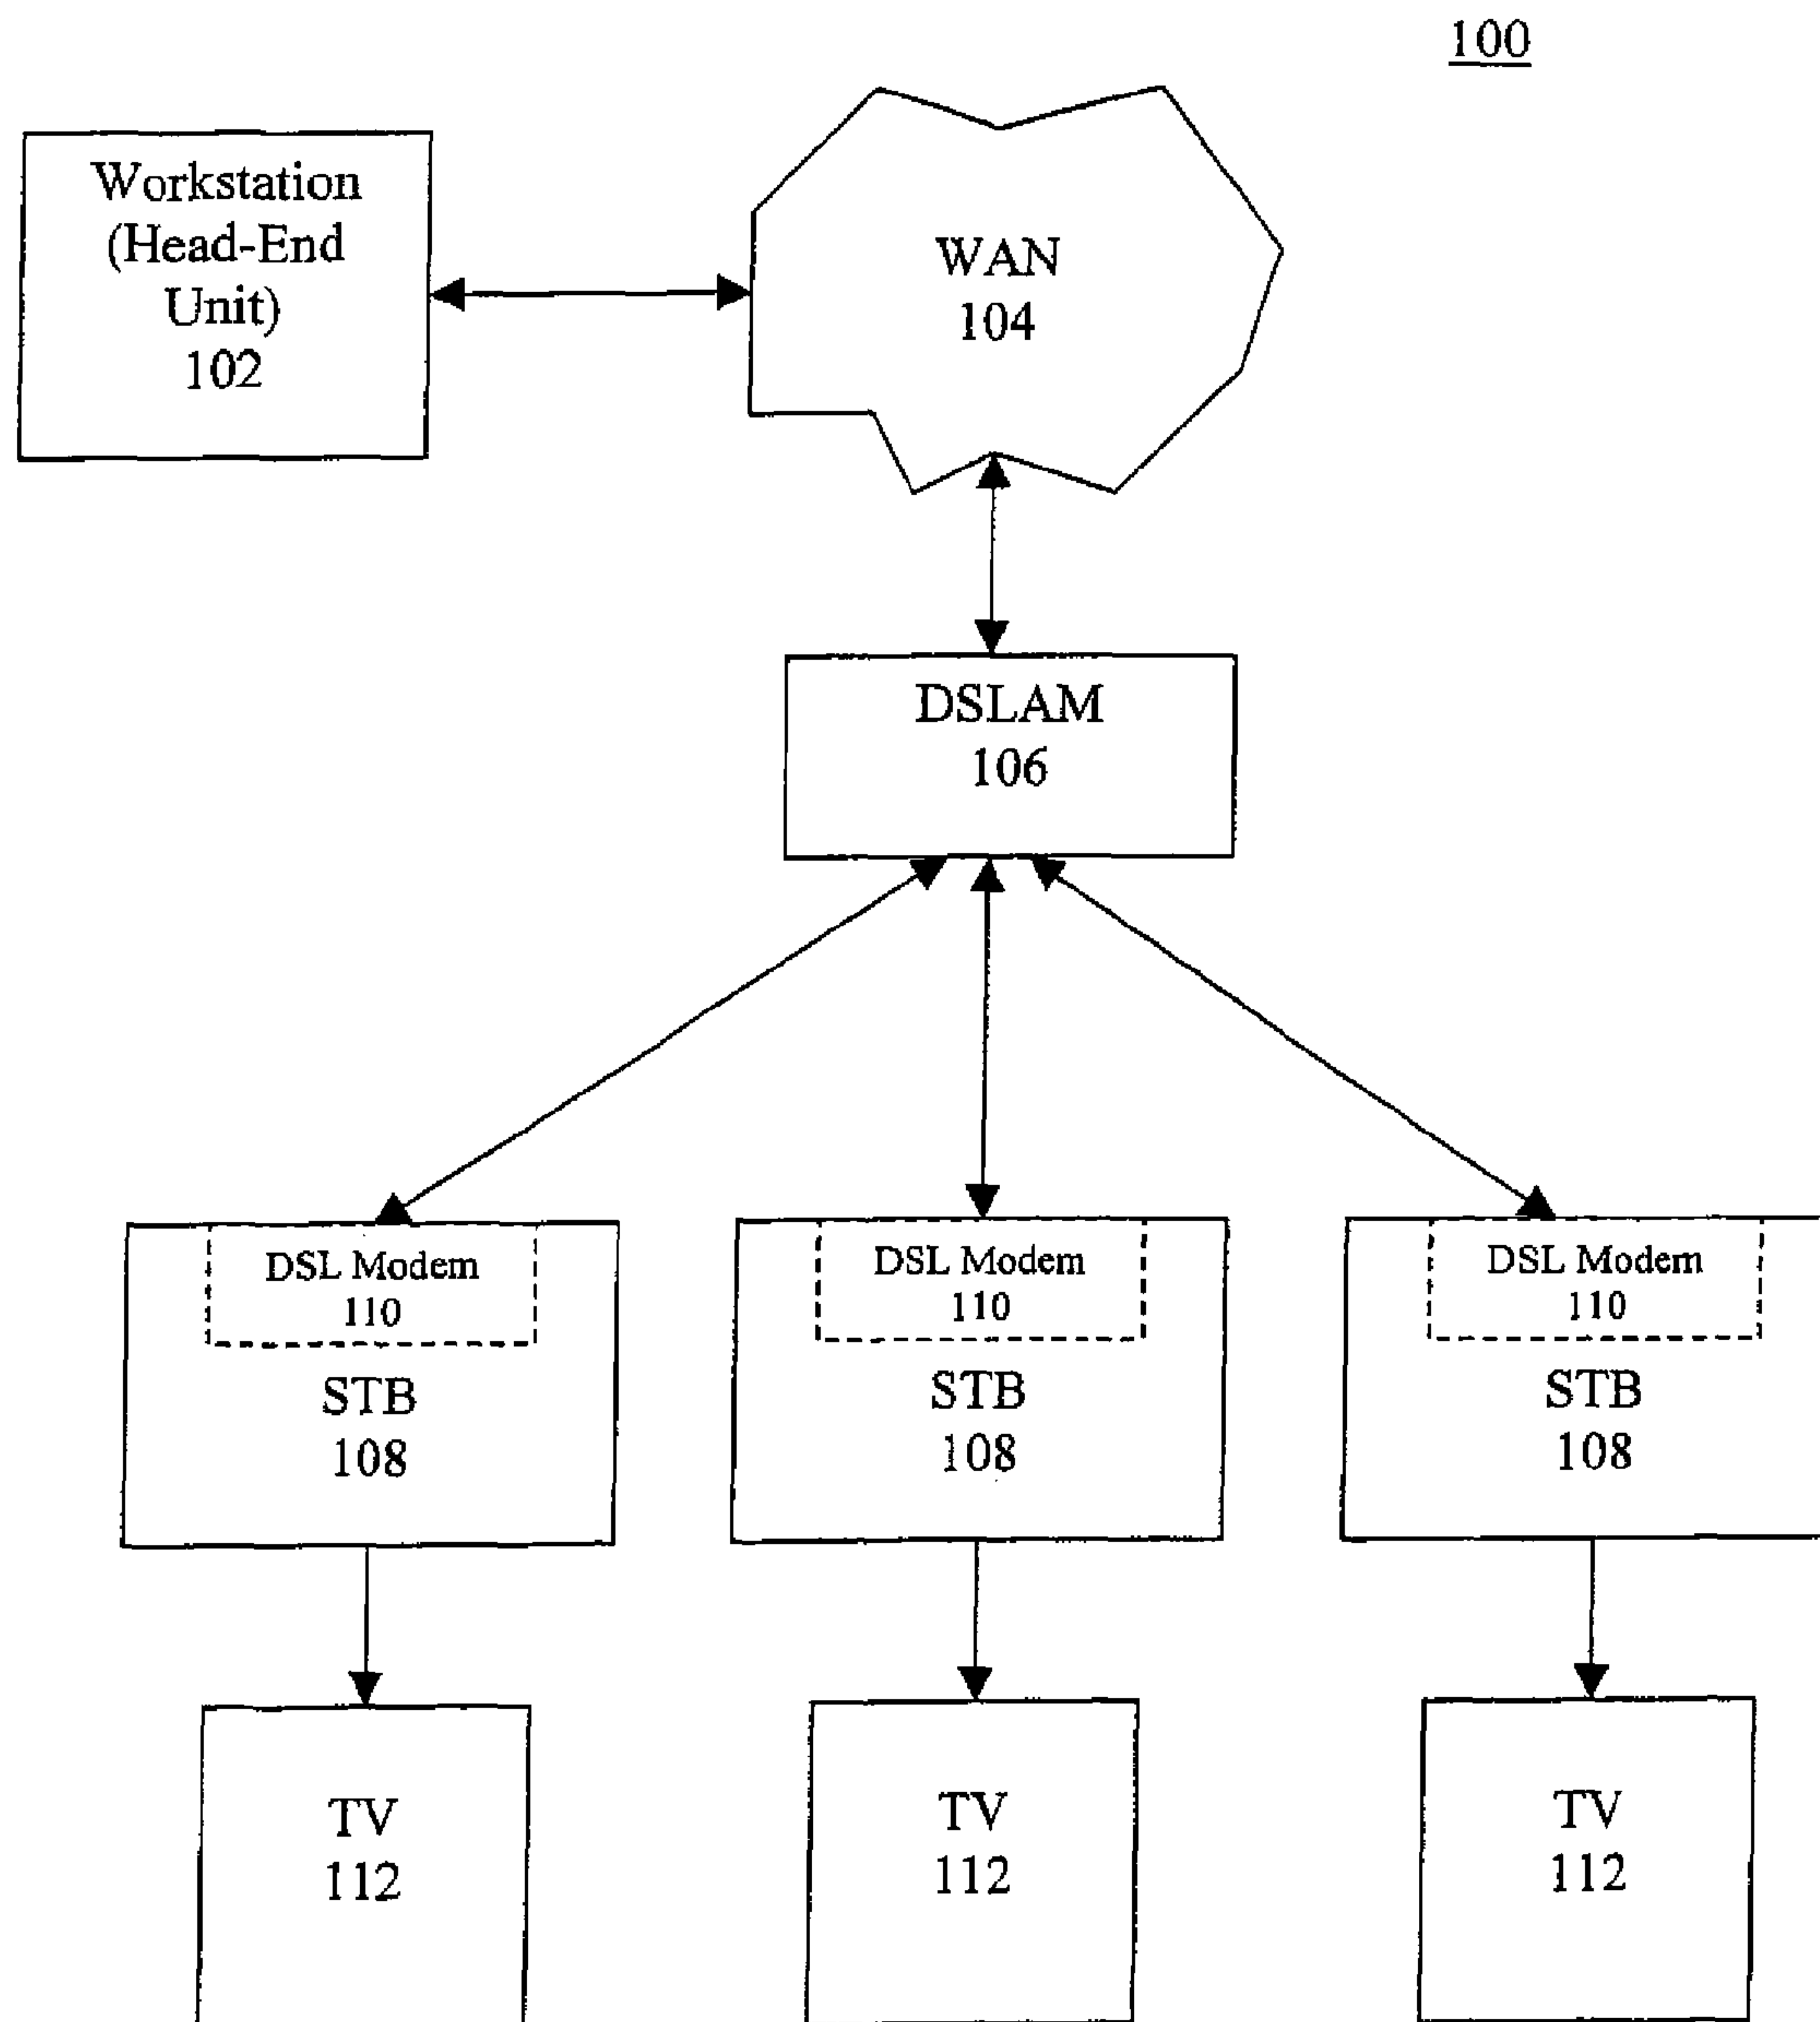 100
Workstation
(Head-End
Unit)
102
WAN
104
DSLAM
106
DSL Modem
110
STB
108
DSL Modem
110
STB
108
DSL Modem
110
STB
108
TV
112
TV
112
TV
112